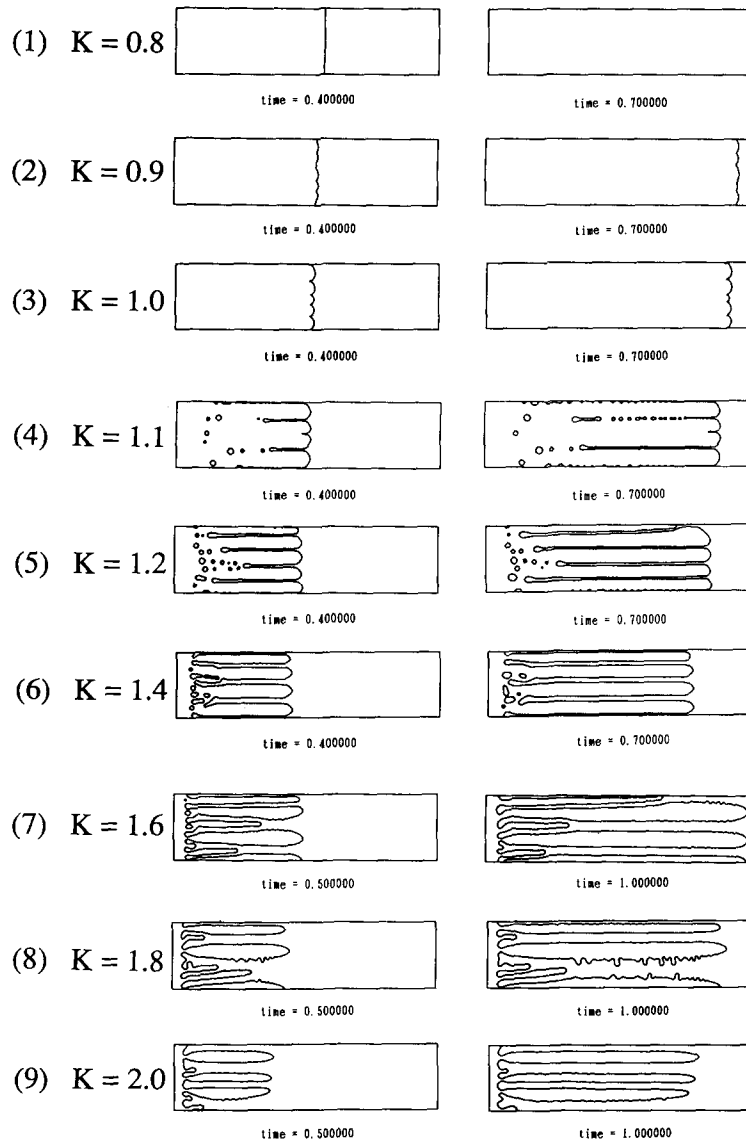 (1) K = 0.8
time = 0.400000 time = 0.700000
(2) K = 0.9
time = 0.400000 time = 0.700000
(3) K = 1.0
time = 0.400000 time = 0.700000
(4) K = 1.1
time = 0.400000 time = 0.700000
(5) K = 1.2
time = 0.400000 time = 0.700000
(6) K = 1.4
time = 0.400000 time = 0.700000
(7) K = 1.6
time = 0.500000 time = 1.000000
(8) K = 1.8
time = 0.500000 time = 1.000000
(9) K = 2.0
time = 0.500000 time = 1.000000